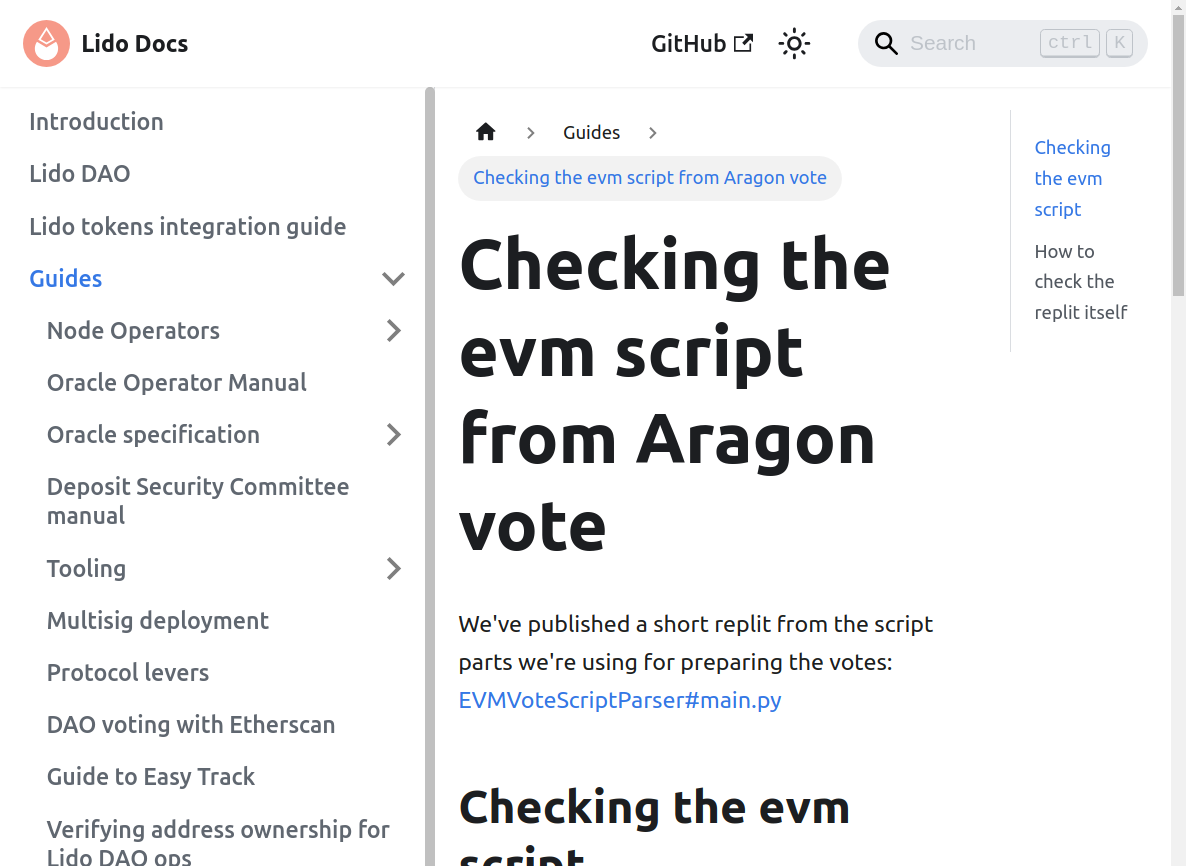 Lido Docs
GitHub
Search
ctrl K
Introduction
Lido DAO
Lido tokens integration guide
Guides
Node Operators
Oracle Operator Manual
Oracle specification
Deposit Security Committee
manual
Tooling
Multisig deployment
Protocol levers
DAO voting with Etherscan
Guide to Easy Track
Verifying address ownership for
Lido DAO ops
Guides
Checking the evm script from Aragon vote
Checking the
evm script
from Aragon
vote
We've published a short replit from the script
parts we're using for preparing the votes:
EVMVoteScriptParser#main.py
Checking the evm
script
Checking
the evm
script
How to
check the
replit itself